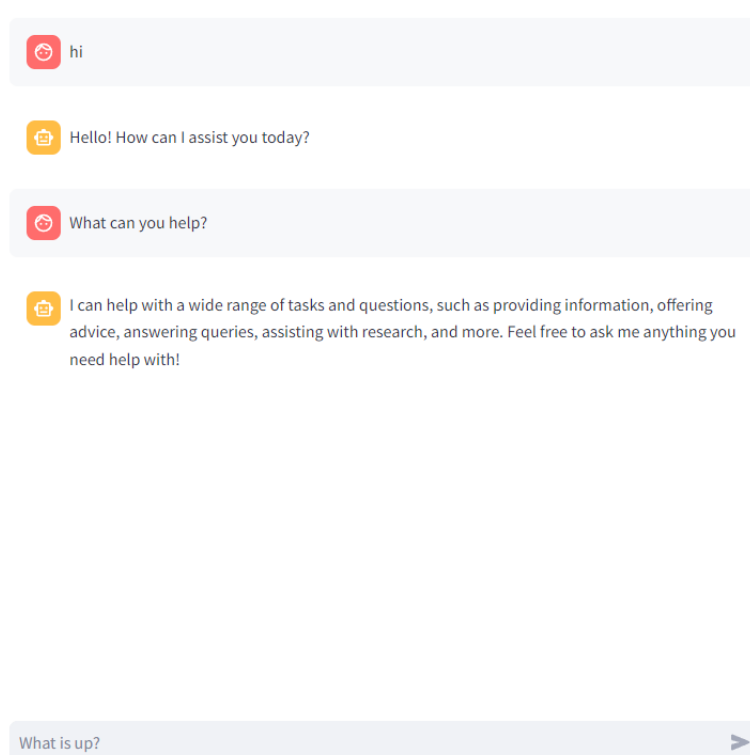 hi
Hello! How can I assist you today?
What can you help?
I can help with a wide range of tasks and questions, such as providing information, offering
advice, answering queries, assisting with research, and more. Feel free to ask me anything you
need help with!
What is up?